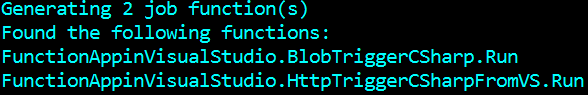 Generating 2 job function(s)
Found the following functions:
FunctionAppinVisualStudio.BlobTriggerCSharp.Run
FunctionAppinVisualStudio.HttpTriggerCSharpFromVS.Run